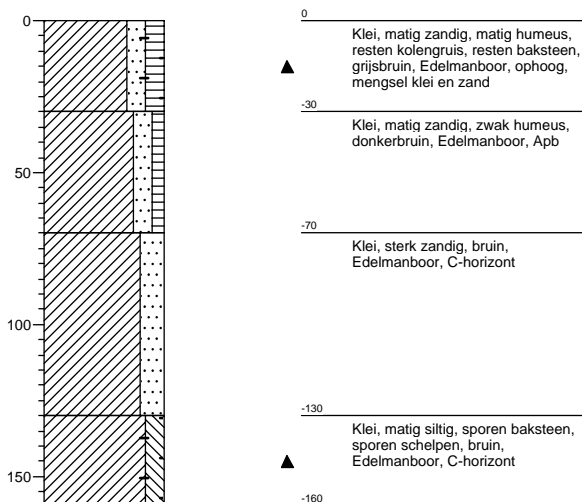 0
50
100
150
0
Klei, matig zandig, matig humeus,
resten kolengruis, resten baksteen,
grijsbruin, Edelmanboor, ophoog,
mengsel klei en zand
-30
Klei, matig zandig, zwak humeus,
donkerbruin, Edelmanboor, Apb
-70
Klei, sterk zandig, bruin,
Edelmanboor, C-horizont
-130
Klei, matig siltig, sporen baksteen,
sporen schelpen, bruin,
Edelmanboor, C-horizont
-160